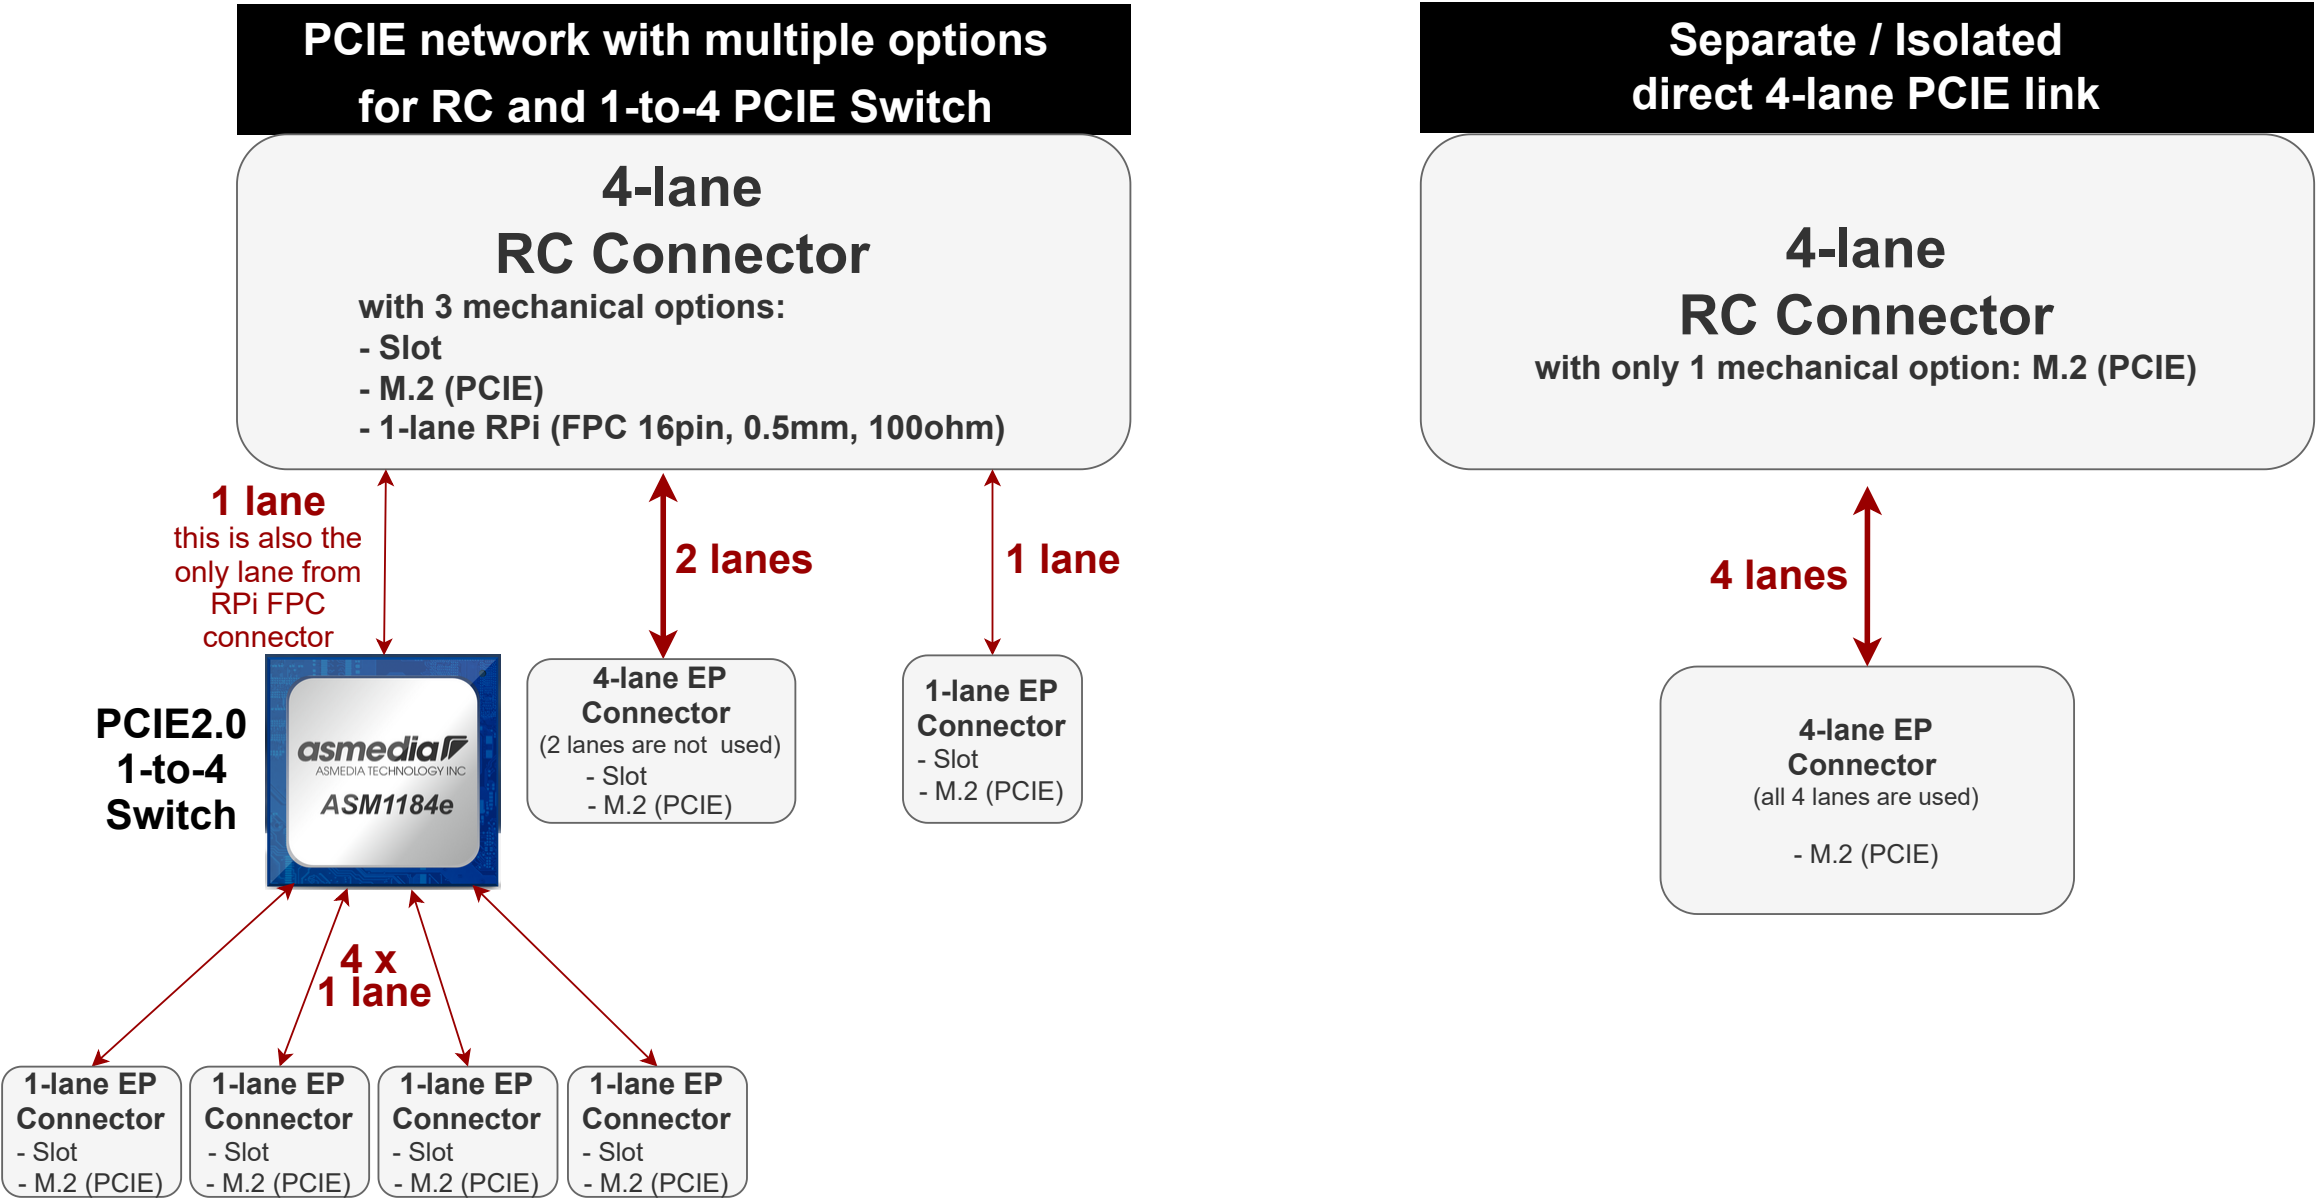 PCIE network with multiple options
for RC and 1-to-4 PCIE Switch
4-lane
RC Connector
with 3 mechanical options:
- Slot
- M.2 (PCIE)
- 1-lane RPi (FPC 16pin, 0.5mm, 100ohm)
1 lane
this is also the
only lane from
RPi FPC
connector
2 lanes
1 lane
PCIE2.0
1-to-4
Switch
asmedia
ASMEDIA TECHNOLOGY INC
ASM1184e
4-lane EP
Connector
(2 lanes are not used)
- Slot
- M.2 (PCIE)
1-lane EP
Connector
- Slot
- M.2 (PCIE)
4 x
1 lane
1-lane EP
Connector
- Slot
- M.2 (PCIE)
1-lane EP
Connector
- Slot
- M.2 (PCIE)
1-lane EP
Connector
- Slot
- M.2 (PCIE)
1-lane EP
Connector
- Slot
- M.2 (PCIE)
Separate / Isolated
direct 4-lane PCIE link
4-lane
RC Connector
with only 1 mechanical option: M.2 (PCIE)
4 lanes
4-lane EP
Connector
(all 4 lanes are used)
- M.2 (PCIE)